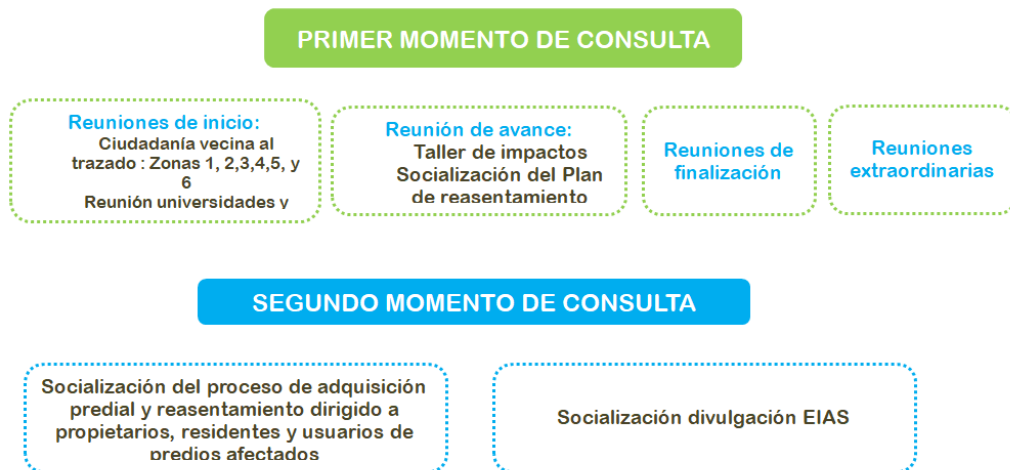 PRIMER MOMENTO DE CONSULTA
Reuniones de inicio:
Ciudadanía vecina al
trazado : Zonas 1, 2,3,4,5, y
6
Reunión universidades y
Reunión de avance:
Taller de impactos
Socialización del Plan
de reasentamiento
Reuniones de
finalización
Reuniones
extraordinarias
SEGUNDO MOMENTO DE CONSULTA
Socialización del proceso de adquisición
predial y reasentamiento dirigido a
propietarios, residentes y usuarios de
predios afectados
Socialización divulgación EIAS